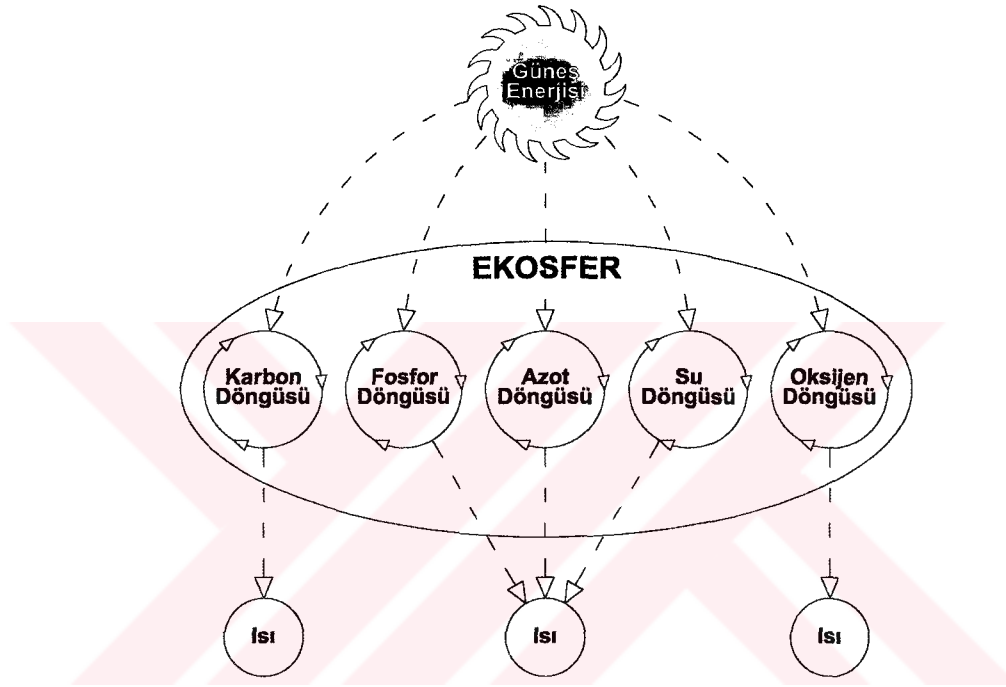 Güneş
Enerjisi
EKOSFER
Karbon
Döngüsü
Fosfor
Döngüsü
Azot
Döngüsü
Su
Döngüsü
Oksijen
Döngüsü
Isı
Isı
Isı